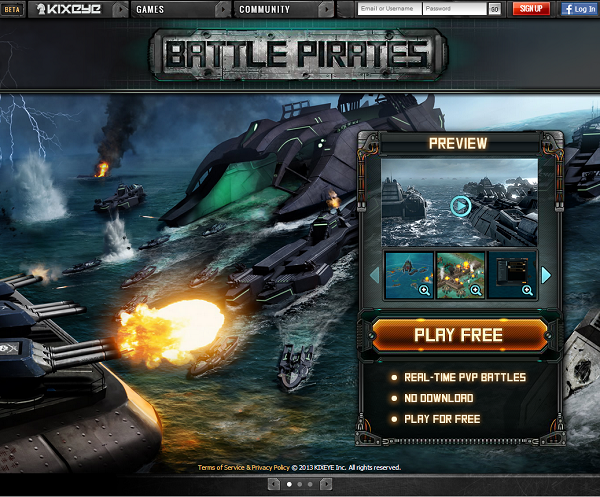 BETA KIXEYE GAMES COMMUNITY Email or Username Password GO SIGN UP f Log In
BATTLE PIRATES
PREVIEW
PLAY FREE
REAL-TIME PVP BATTLES
NO DOWNLOAD
PLAY FOR FREE
Terms of Service & Privacy Policy © 2013 KIXEYE Inc. All rights reserved.